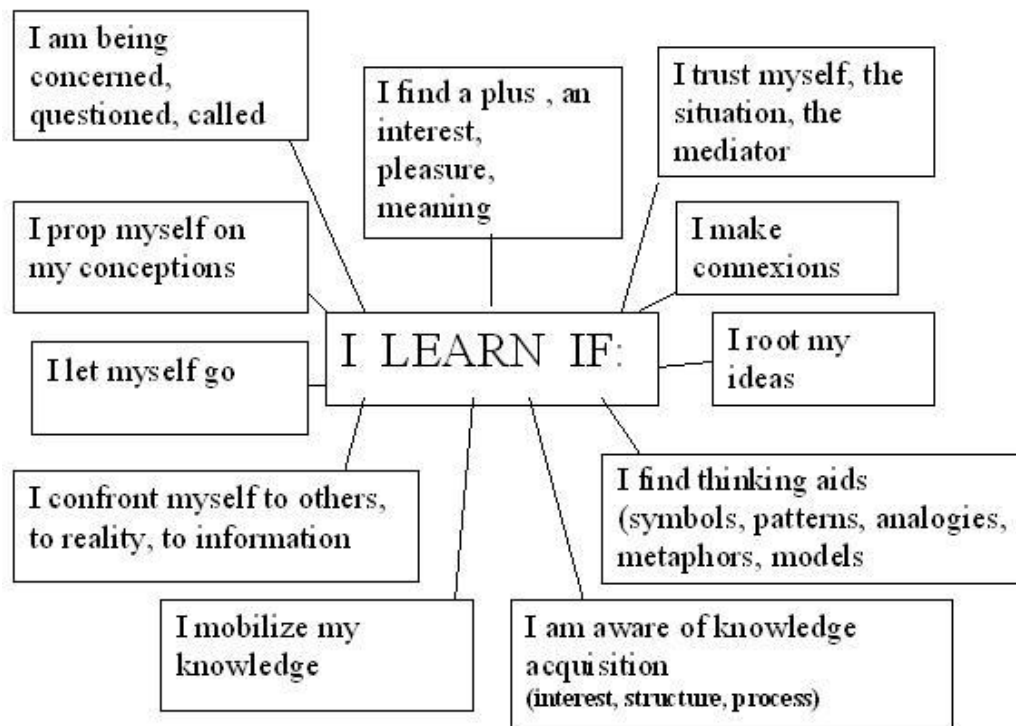 I am being
concerned,
questioned, called
I find a plus , an
interest,
pleasure,
meaning
I trust myself, the
situation, the
mediator
I prop myself on
my conceptions
I make
connexions
I LEARN IF:
I let myself go
I root my
ideas
I confront myself to others,
to reality, to information
I find thinking aids
(symbols, patterns, analogies,
metaphors, models
I mobilize my
knowledge
I am aware of knowledge
acquisition
(interest, structure, process)